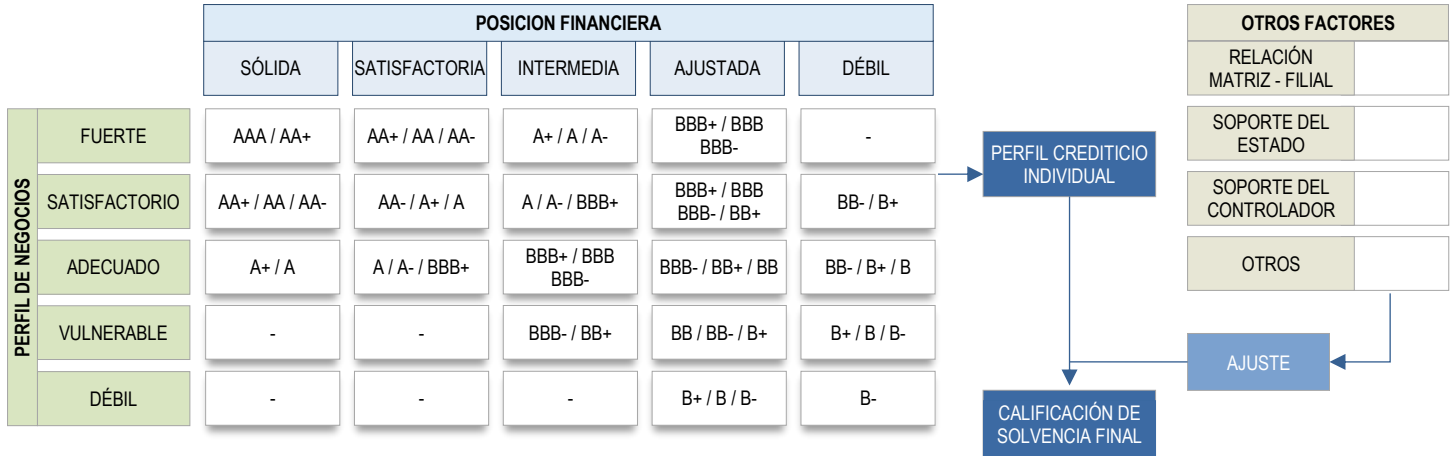 POSICION FINANCIERA
SÓLIDA
SATISFACTORIA
INTERMEDIA
AJUSTADA
DÉBIL
PERFIL DE NEGOCIOS
FUERTE
AAA / AA+
AA+ / AA / AA-
A+ / A / A-
BBB+ / BBB
BBB-
-
SATISFACTORIO
AA+ / AA / AA-
AA- / A+ / A
A / A- / BBB+
BBB+ / BBB
BBB- / BB+
BB- / B+
ADECUADO
A+ / A
A / A- / BBB+
BBB+ / BBB
BBB-
BBB- / BB+ / BB
BB- / B+ / B
VULNERABLE
-
-
BBB- / BB+
BB / BB- / B+
B+ / B / B-
DÉBIL
-
-
-
B+ / B / B-
B-
PERFIL CREDITICIO
INDIVIDUAL
CALIFICACIÓN DE
SOLVENCIA FINAL
OTROS FACTORES
RELACIÓN
MATRIZ - FILIAL
SOPORTE DEL
ESTADO
SOPORTE DEL
CONTROLADOR
OTROS
AJUSTE